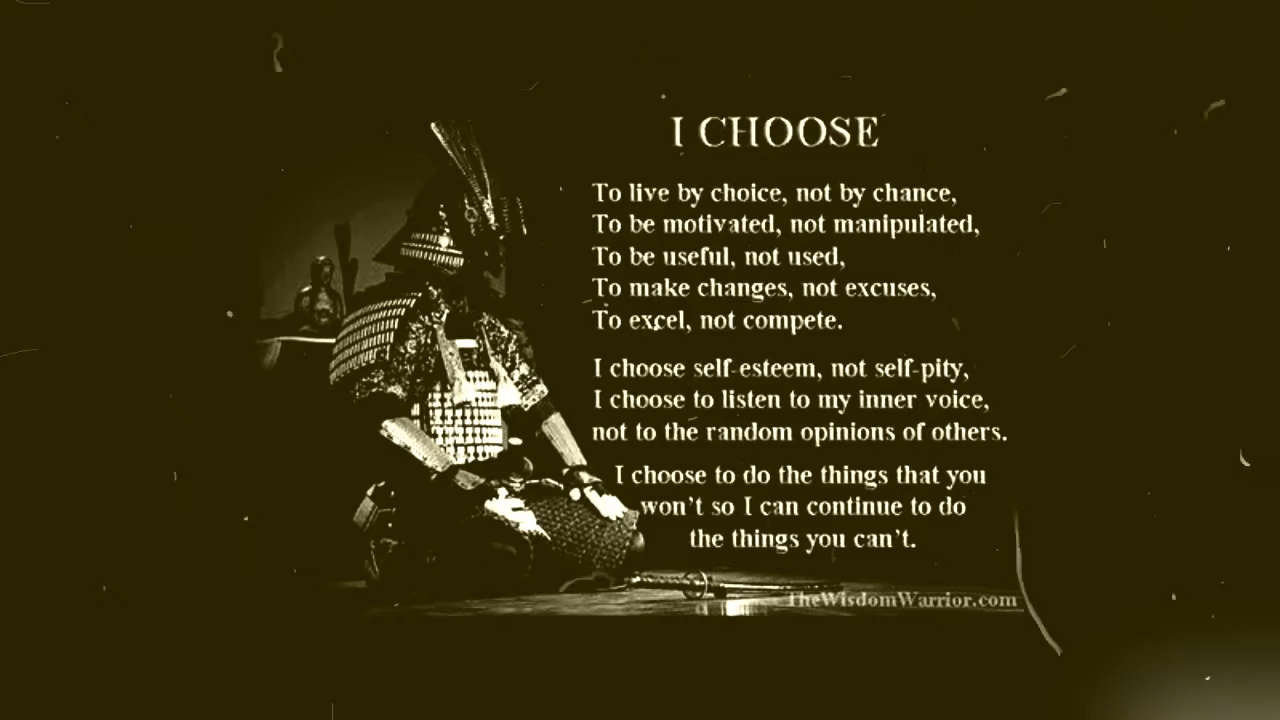 I CHOOSE
To live by choice, not by chance,
To be motivated, not manipulated,
To be useful, not used,
To make changes, not excuses,
To excel, not compete.
I choose self-esteem, not self-pity,
I choose to listen to my inner voice,
not to the random opinions of others.
I choose to do the things that you
won't so I can continue to do
the things you can't.
TheWisdomWarrior.com